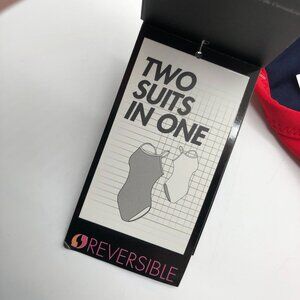 TWO
SUITS
IN ONE
REVERSIBLE